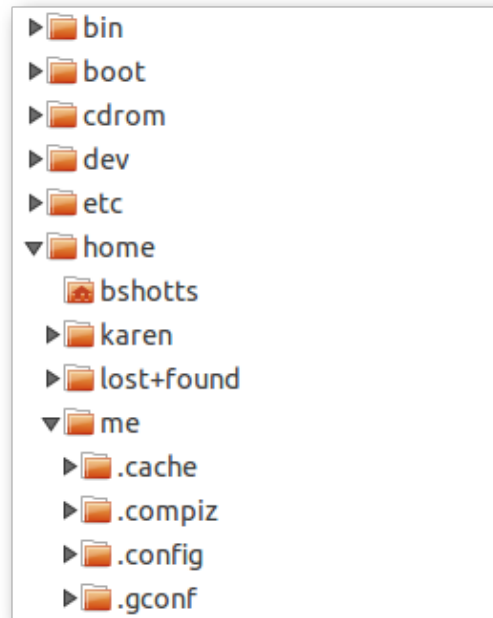 bin
boot
cdrom
dev
etc
home
bshotts
karen
lost+found
me
.cache
.compiz
.config
.gconf